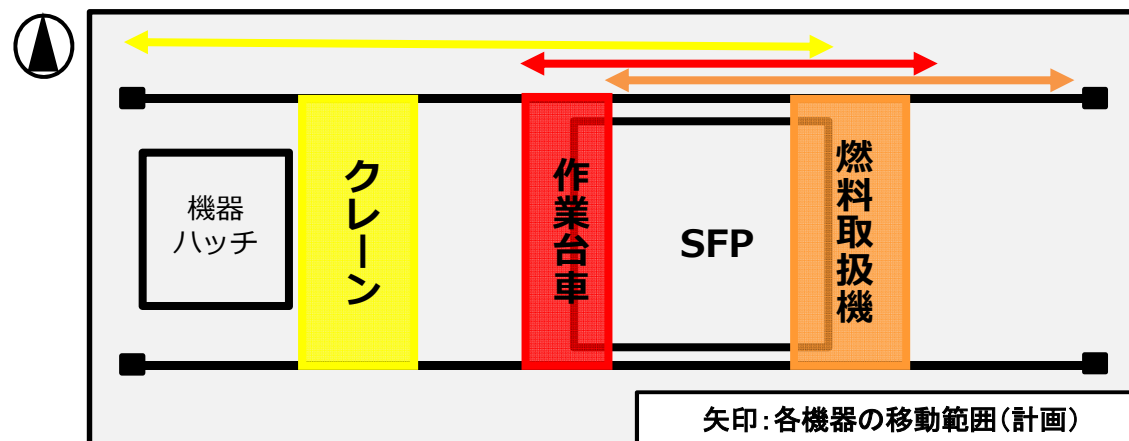 機器
ハッチ
クレーン
作業台車
SFP
燃料取扱機
矢印:各機器の移動範囲(計画)